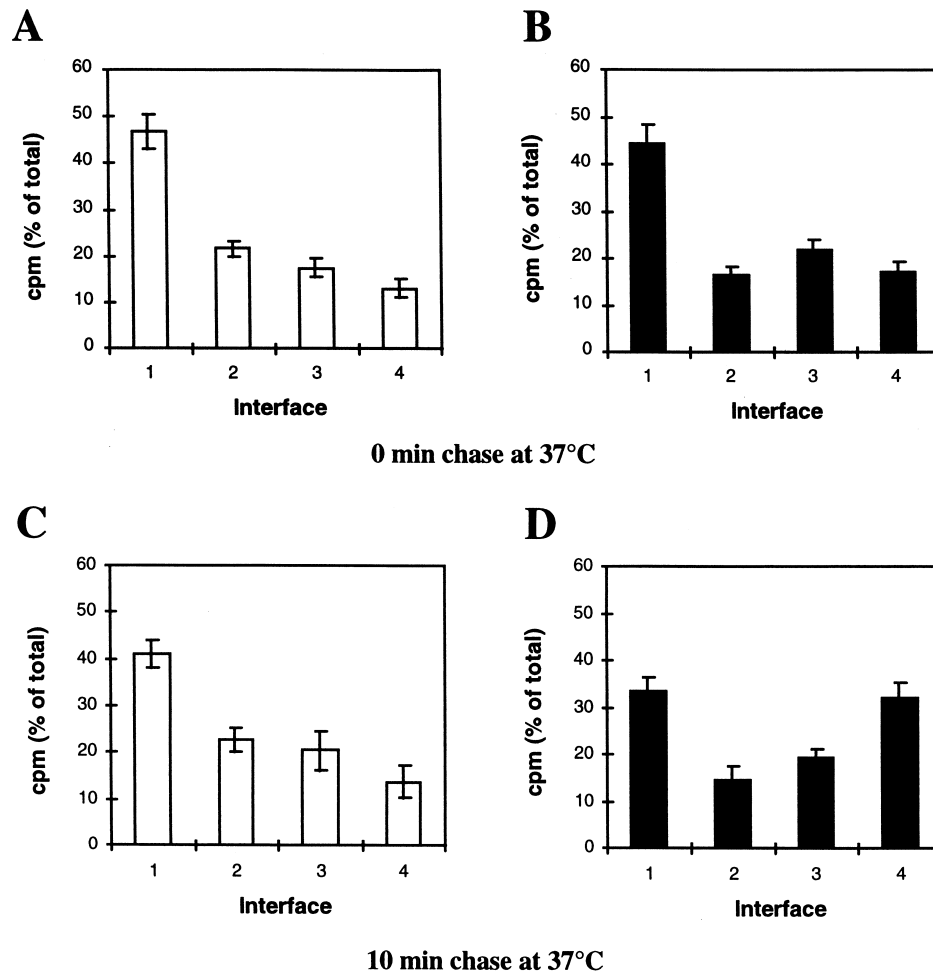 A
B
60
50
40
30
20
10
0
cpm (% of total)
1 2 3 4
Interface
60
50
40
30
20
10
0
cpm (% of total)
1 2 3 4
Interface
0 min chase at 37°C
C
D
60
50
40
30
20
10
0
cpm (% of total)
1 2 3 4
Interface
60
50
40
30
20
10
0
cpm (% of total)
1 2 3 4
Interface
10 min chase at 37°C